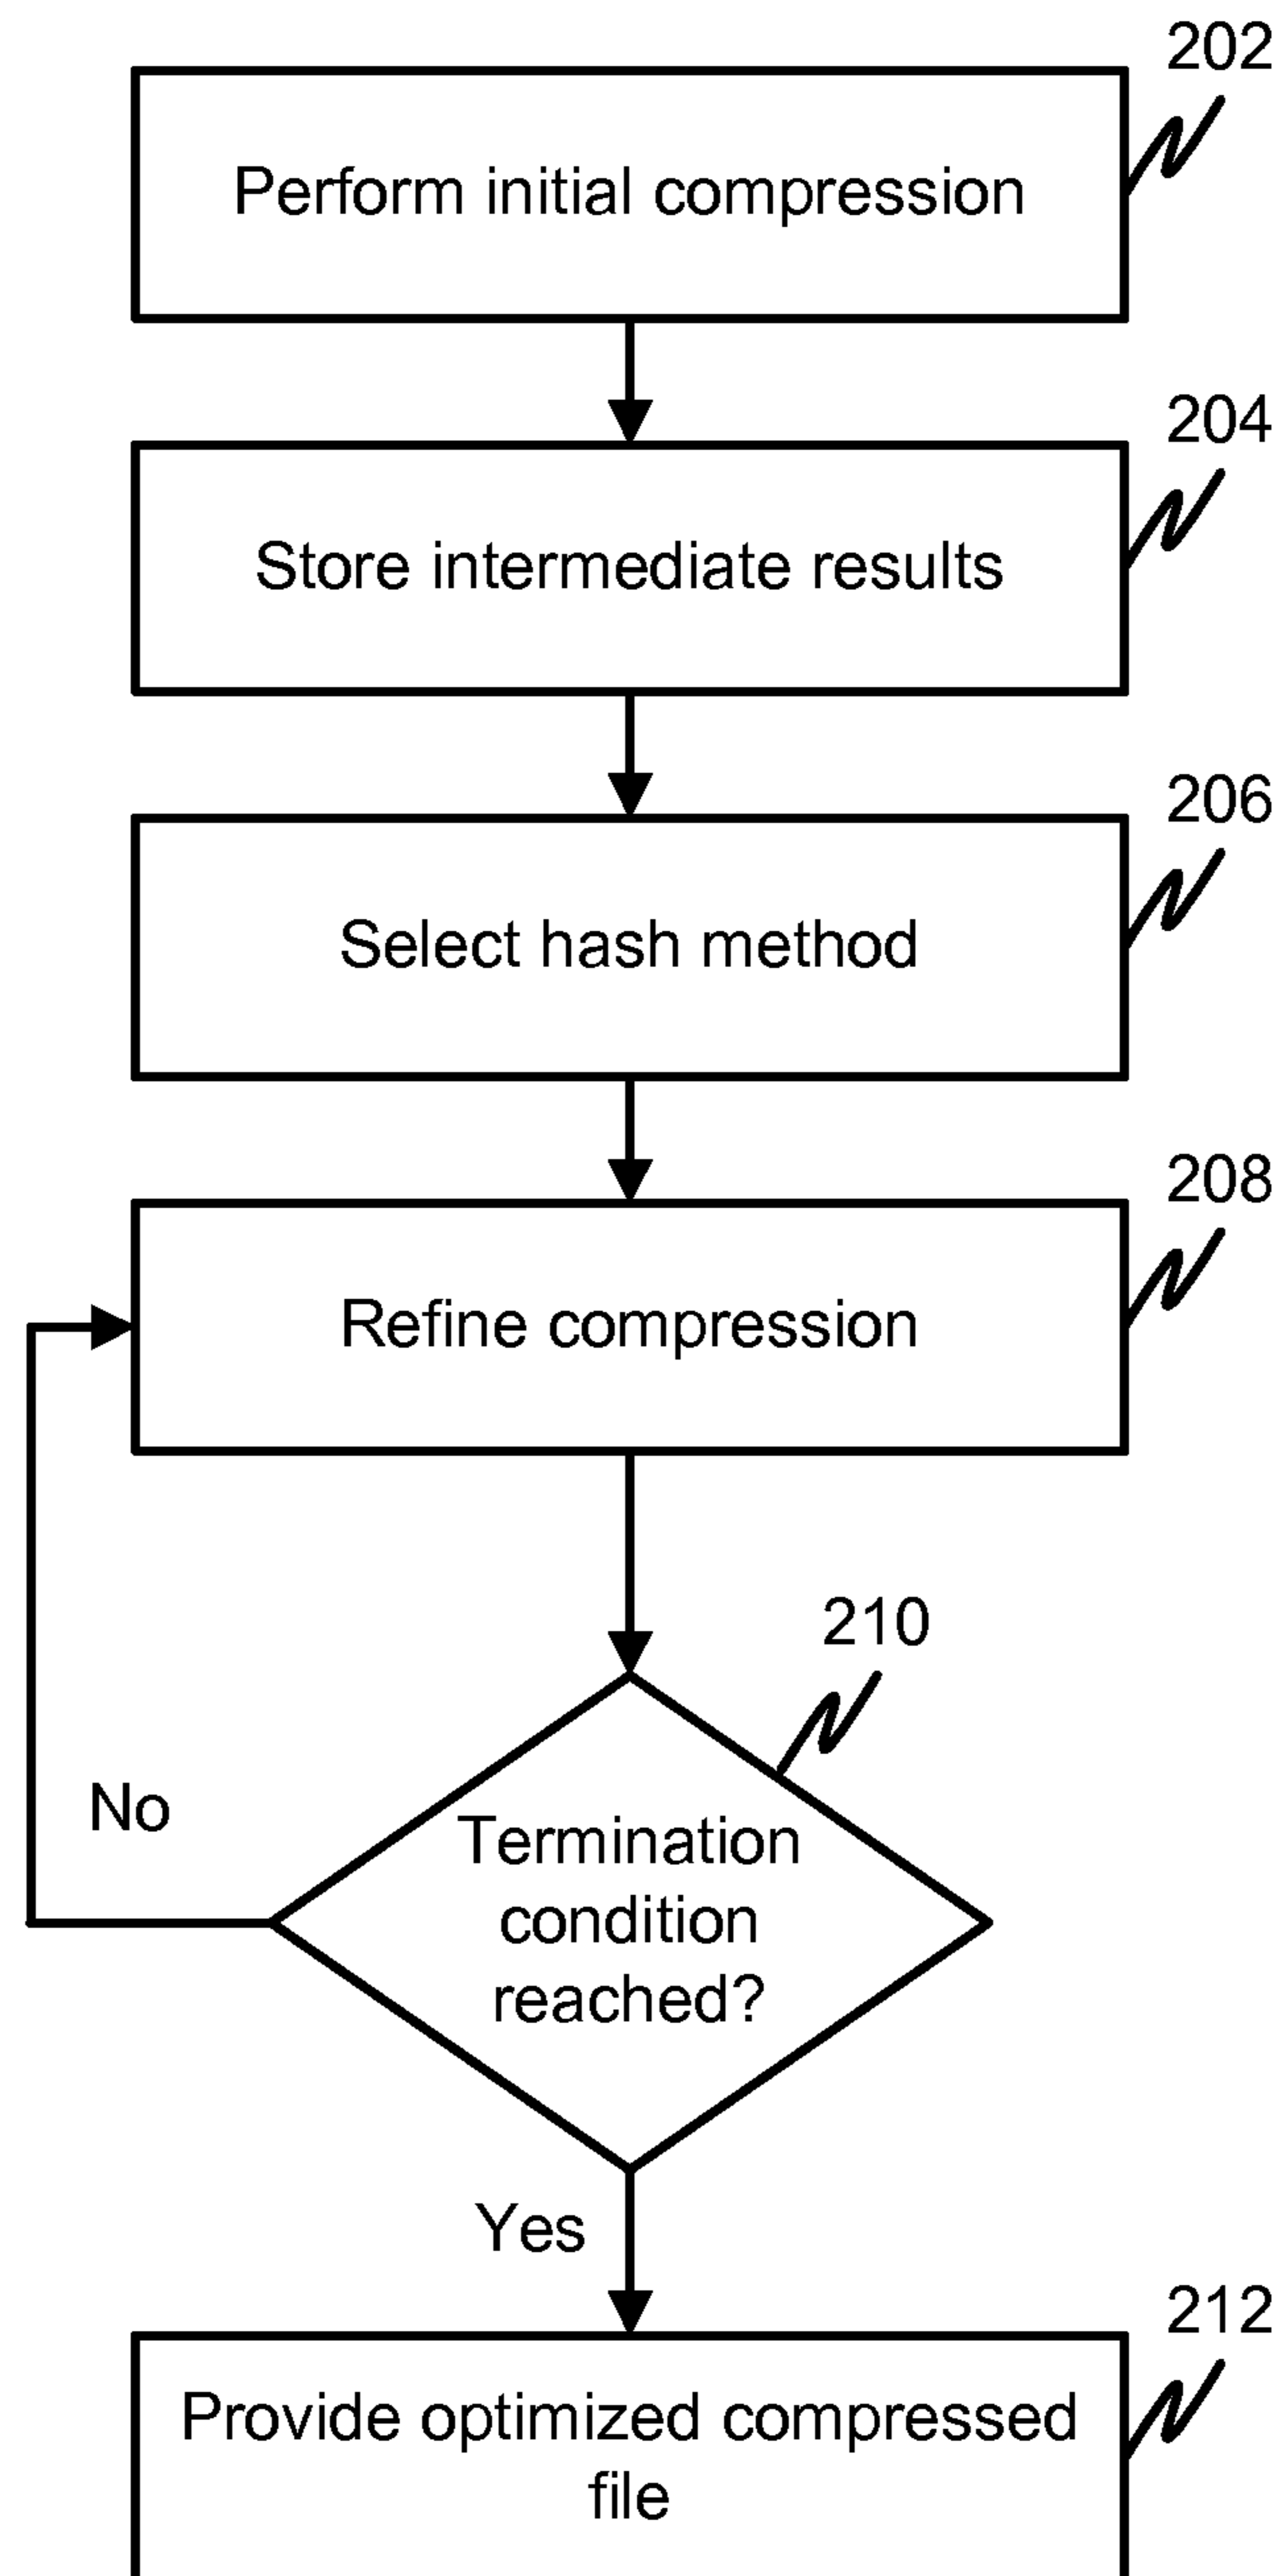 202
Perform initial compression
204
Store intermediate results
206
Select hash method
208
Refine compression
210
No
Termination
condition
reached?
Yes
212
Provide optimized compressed
file